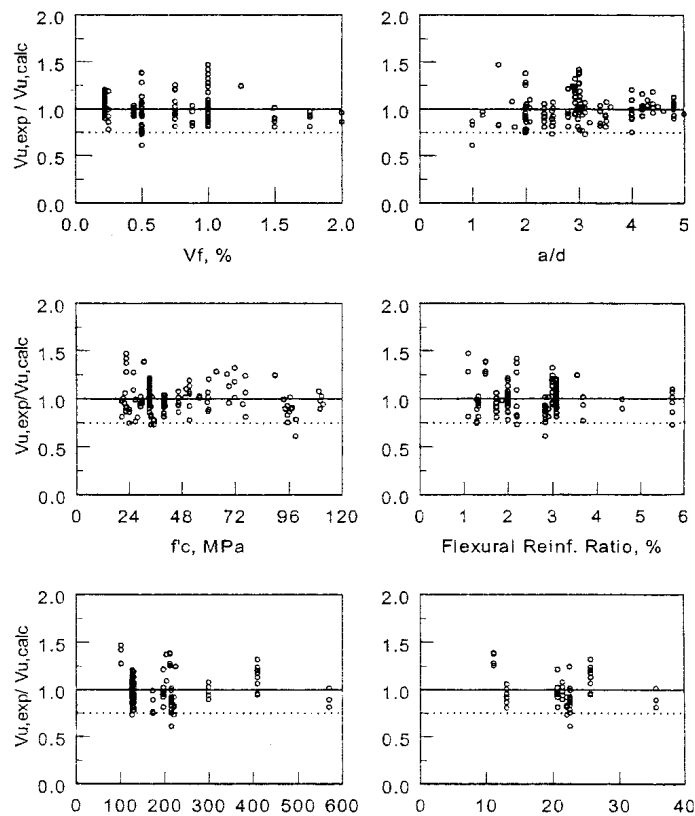 2.0 2.0
1.5 1.5
1.0 1.0
0.5 0.5
0.0 0.0
Vu,exp / Vu,calc
0.0 0.5 1.0 1.5 2.0 0 1 2 3 4 5
Vf, % a/d
2.0 2.0
1.5 1.5
1.0 1.0
0.5 0.5
0.0 0.0
Vu,exp/Vu,calc
0 24 48 72 96 120 0 1 2 3 4 5 6
f'c, MPa Flexural Reinf. Ratio, %
2.0 2.0
1.5 1.5
1.0 1.0
0.5 0.5
0.0 0.0
Vu,exp/ Vu,calc
0 100 200 300 400 500 600 0 10 20 30 40